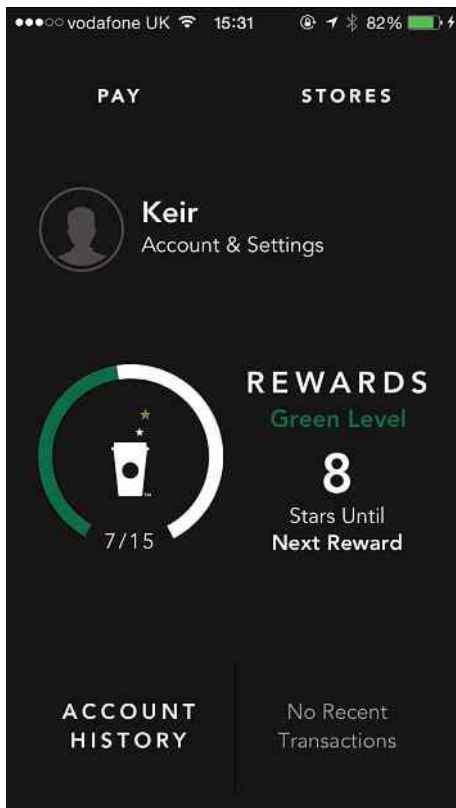 vodafone UK 15:31 82%
PAY STORES
Keir
Account & Settings
REWARDS
Green Level
8
Stars Until
Next Reward
7/15
ACCOUNT
HISTORY
No Recent
Transactions